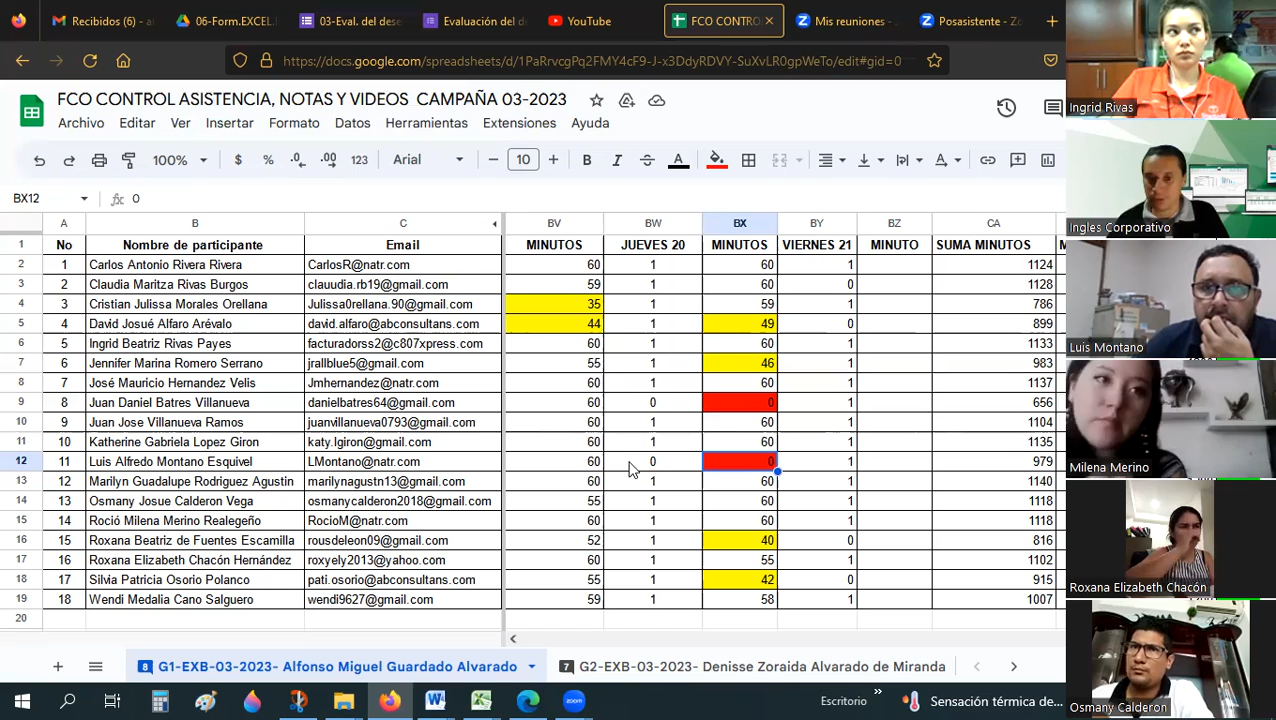 Recibidos (6) -
06-Form.EXCEL.
03-Eval. del dese
Evaluación del d
YouTube
FCO CONTRO
Mis reuniones -
Posasistente - Zo
https://docs.google.com/spreadsheets/d/1PaRrvcgPq2FMY4cF9-J-x3DdyRDVY-SuXvLR0gpWeTo/edit#gid=0
FCO CONTROL ASISTENCIA, NOTAS Y VIDEOS CAMPAÑA 03-2023
Archivo Editar Ver Insertar Formato Datos Herramientas Extensiones Ayuda
100% $ % .0 .00 123 Arial - 10 + B I A
BX12 fx 0
A B C BV BW BX BY BZ CA
1 No Nombre de participante Email MINUTOS JUEVES 20 MINUTOS VIERNES 21 MINUTO SUMA MINUTOS M
2 1 Carlos Antonio Rivera Rivera CarlosR@natr.com 60 1 60 1 1124
3 2 Claudia Maritza Rivas Burgos clauudia.rb19@gmail.com 59 1 60 0 1128
4 3 Cristian Julissa Morales Orellana Julissa0rellana.90@gmail.com 35 1 59 1 786
5 4 David Josué Alfaro Arévalo david.alfaro@abconsultans.com 44 1 49 0 899
6 5 Ingrid Beatriz Rivas Payes facturadorss2@c807xpress.com 60 1 60 1 1133
7 6 Jennifer Marina Romero Serrano jrallblue5@gmail.com 55 1 46 1 983
8 7 José Mauricio Hernandez Velis Jmhernandez@natr.com 60 1 60 1 1137
9 8 Juan Daniel Batres Villanueva danielbatres64@gmail.com 60 0 0 1 656
10 9 Juan Jose Villanueva Ramos juanvillanueva0793@gmail.com 60 1 60 1 1104
11 10 Katherine Gabriela Lopez Giron katy.lgiron@gmail.com 60 1 60 1 1135
12 11 Luis Alfredo Montano Esquivel LMontano@natr.com 60 0 0 1 979
13 12 Marilyn Guadalupe Rodriguez Agustin marilynagustn13@gmail.com 60 1 60 1 1140
14 13 Osmany Josue Calderon Vega osmanycalderon2018@gmail.com 55 1 60 1 1118
15 14 Roció Milena Merino Realegeño RocioM@natr.com 60 1 60 1 1118
16 15 Roxana Beatriz de Fuentes Escamilla rousdeleon09@gmail.com 52 1 40 0 816
17 16 Roxana Elizabeth Chacón Hernández roxyely2013@yahoo.com 60 1 55 1 1102
18 17 Silvia Patricia Osorio Polanco pati.osorio@abconsultans.com 55 1 42 0 915
19 18 Wendi Medalia Cano Salguero wendi9627@gmail.com 59 1 58 1 1007
20
8 G1-EXB-03-2023- Alfonso Miguel Guardado Alvarado
7 G2-EXB-03-2023- Denisse Zoraida Alvarado de Miranda
Escritorio
Sensación térmica de...
Ingrid Rivas
Ingles Corporativo
Luis Montano
Milena Merino
Roxana Elizabeth Chacón
Osmany Calderon